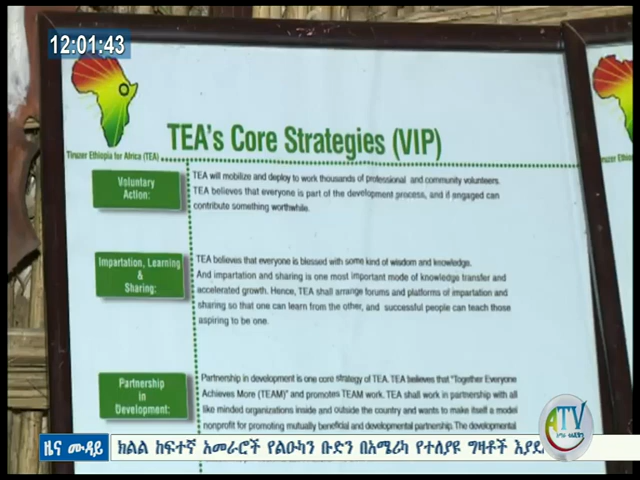 12:01:43
Tiruzer Ethiopia for Africa (TEA)
TEA's Core Strategies (VIP)
Voluntary
Action:
TEA will mobilize and deploy to work thousands of professional and community volunteers.
TEA believes that everyone is part of the development process, and if engaged can
contribute something worthwhile.
Impartation, Learning
&
Sharing:
TEA believes that everyone is blessed with some kind of wisdom and knowledge.
And impartation and sharing is one most important mode of knowledge transfer and
accelerated growth. Hence, TEA shall arrange forums and platforms of impartation and
sharing so that one can learn from the other, and successful people can teach those
aspiring to be one.
Partnership
in
Development:
Partnership in development is one core strategy of TEA. TEA believes that "Together Everyone
Achieves More (TEAM)" and promotes TEAM work. TEA shall work in partnership with all
like minded organizations inside and outside the country and wants to make itself a model
nonprofit for promoting mutually beneficial and developmental partnership. The developmental
ATV
ዜና ሙዳይ
ክልል ከፍተኛ አመራሮች የልዑካን ቡድን በአሜሪካ የተለያዩ ግዛቶች